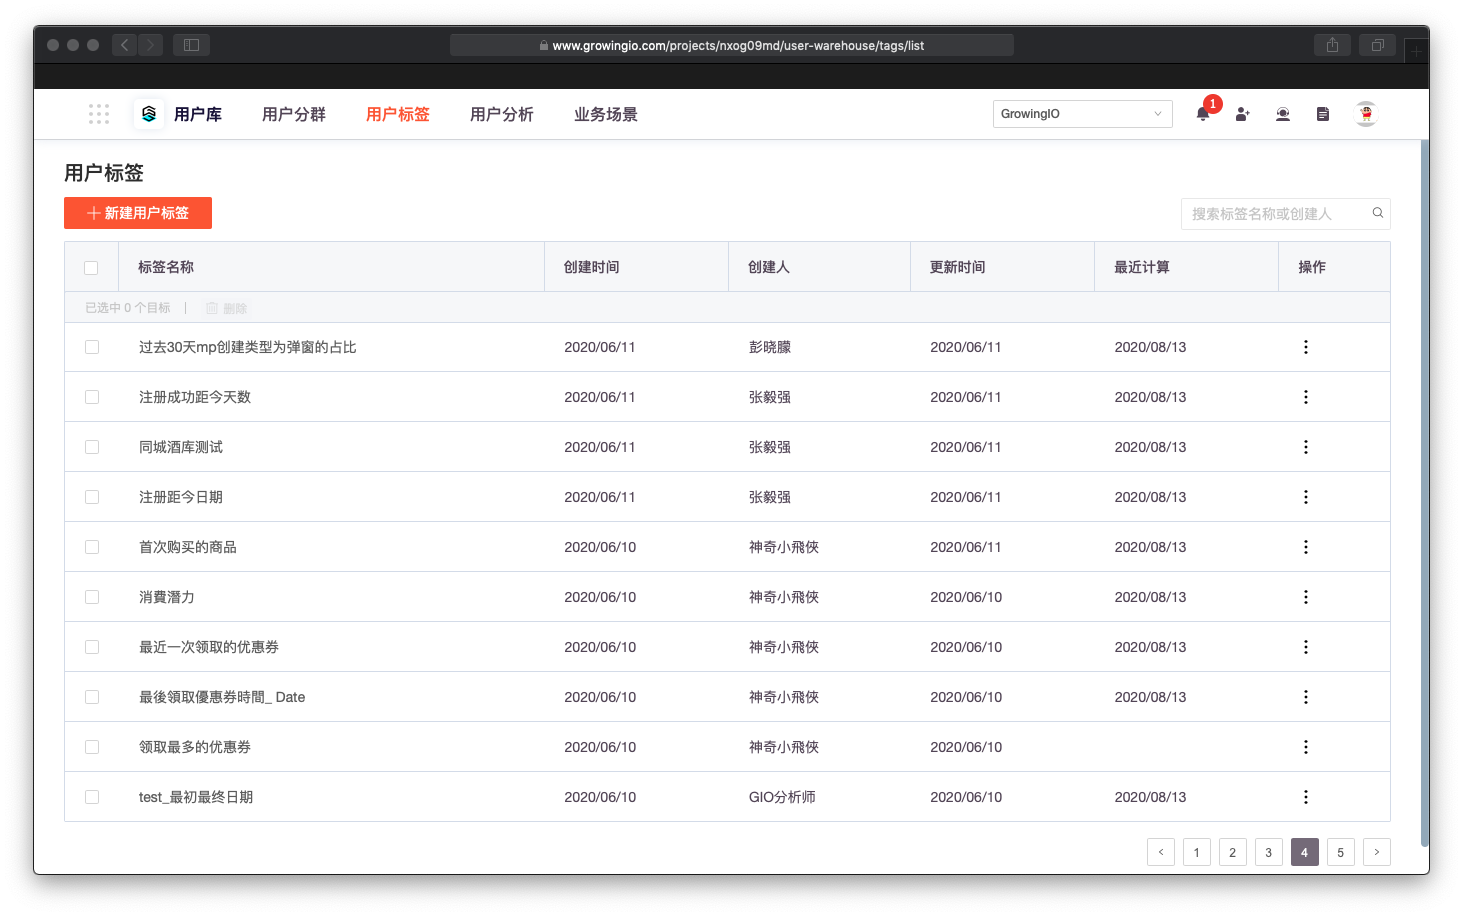 www.growingio.com/projects/nxog09md/user-warehouse/tags/list
用户库 用户分群 用户标签 用户分析 业务场景 GrowingIO 1
用户标签
新建用户标签 搜索标签名称或创建人
标签名称 创建时间 创建人 更新时间 最近计算 操作
已选中 0 个目标 | 删除
过去30天mp创建类型为弹窗的占比 2020/06/11 彭晓朦 2020/06/11 2020/08/13
注册成功距今天数 2020/06/11 张毅强 2020/06/11 2020/08/13
同城酒库测试 2020/06/11 张毅强 2020/06/11 2020/08/13
注册距今日期 2020/06/11 张毅强 2020/06/11 2020/08/13
首次购买的商品 2020/06/10 神奇小飛俠 2020/06/11 2020/08/13
消費潛力 2020/06/10 神奇小飛俠 2020/06/10 2020/08/13
最近一次领取的优惠券 2020/06/10 神奇小飛俠 2020/06/10 2020/08/13
最後領取優惠券時間_ Date 2020/06/10 神奇小飛俠 2020/06/10 2020/08/13
领取最多的优惠券 2020/06/10 神奇小飛俠 2020/06/10
test_最初最终日期 2020/06/10 GIO分析师 2020/06/10 2020/08/13
< 1 2 3 4 5 >